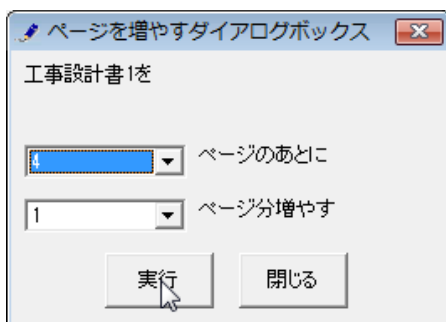 ページを増やすダイアログボックス
工事設計書1を
4 ページのあとに
1 ページ分増やす
実行 閉じる